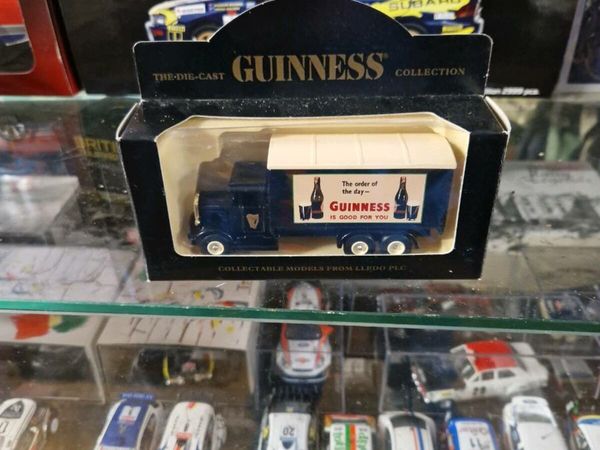 SUBARU
THE·DIE-CAST GUINNESS® COLLECTION
The order of
the day—
GUINNESS
IS GOOD FOR YOU
COLLECTABLE MODELS FROM LLEDO PLC
20